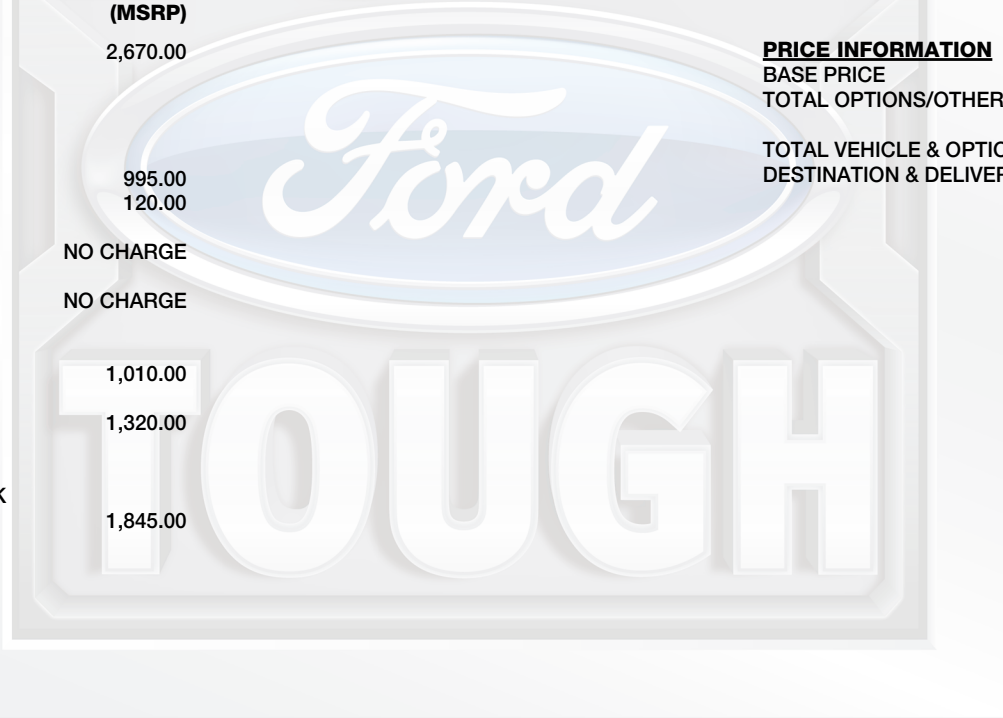 (MSRP)
2,670.00
995.00
120.00
NO CHARGE
NO CHARGE
1,010.00
1,320.00
K
1,845.00
PRICE INFORMATION
BASE PRICE
TOTAL OPTIONS/OTHER
TOTAL VEHICLE & OPTIO
DESTINATION & DELIVER
Ford
TOUGH